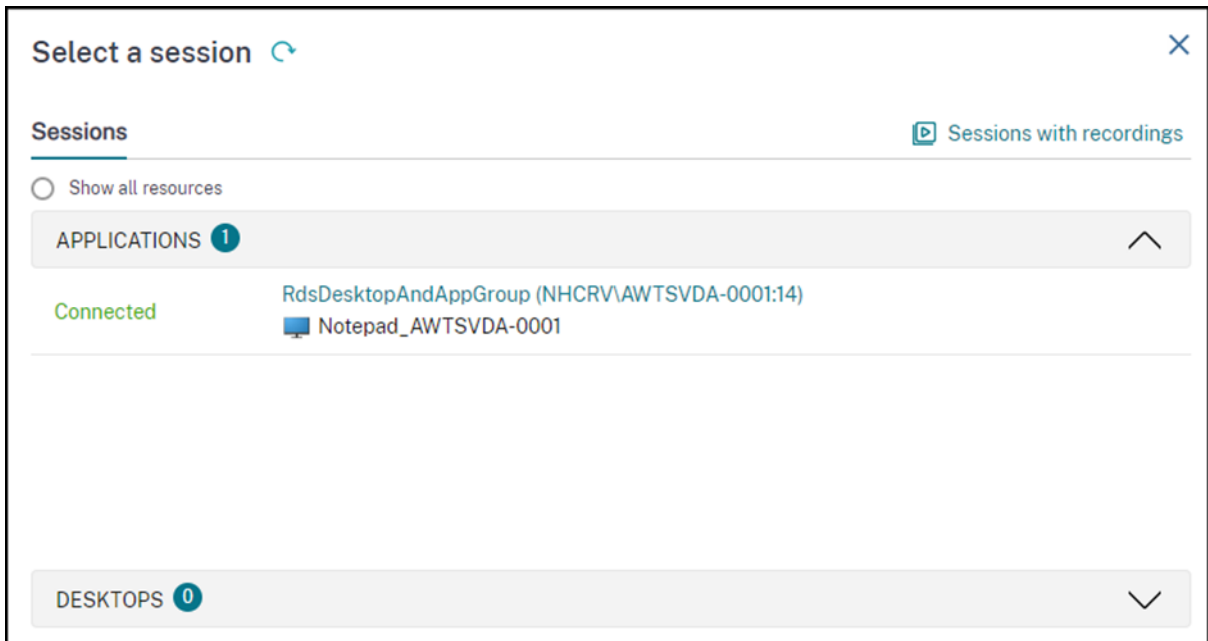 Select a session
Sessions
Sessions with recordings
Show all resources
APPLICATIONS 1
Connected
RdsDesktopAndAppGroup (NHCRV\AWTSVDA-0001:14)
Notepad_AWTSVDA-0001
DESKTOPS 0